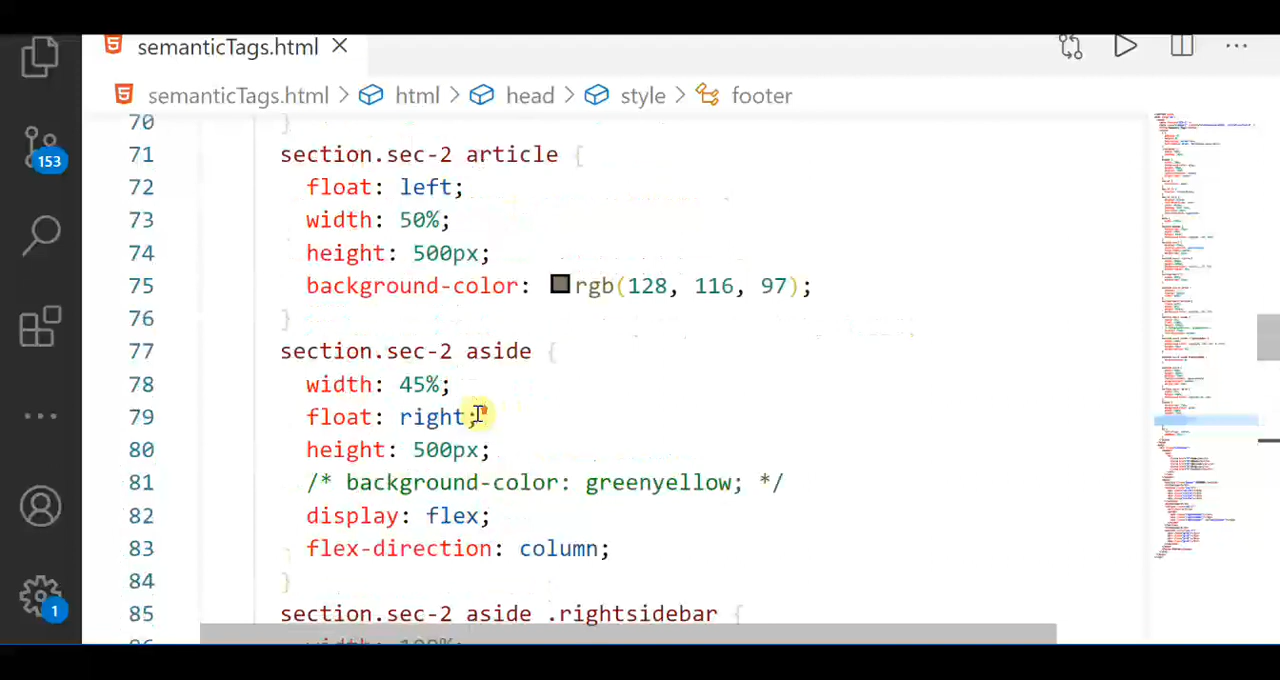 semanticTags.html
semanticTags.html > html > head > style > footer
153
70 }
71 section.sec-2 article {
72 float: left;
73 width: 50%;
74 height: 500px;
75 background-color: rgb(128, 116, 97);
76 }
77 section.sec-2 aside {
78 width: 45%;
79 float: right;
80 height: 500px;
81 /* background-color: greenyellow; */
82 display: flex;
83 flex-direction: column;
84 }
85 section.sec-2 aside .rightsidebar {
1